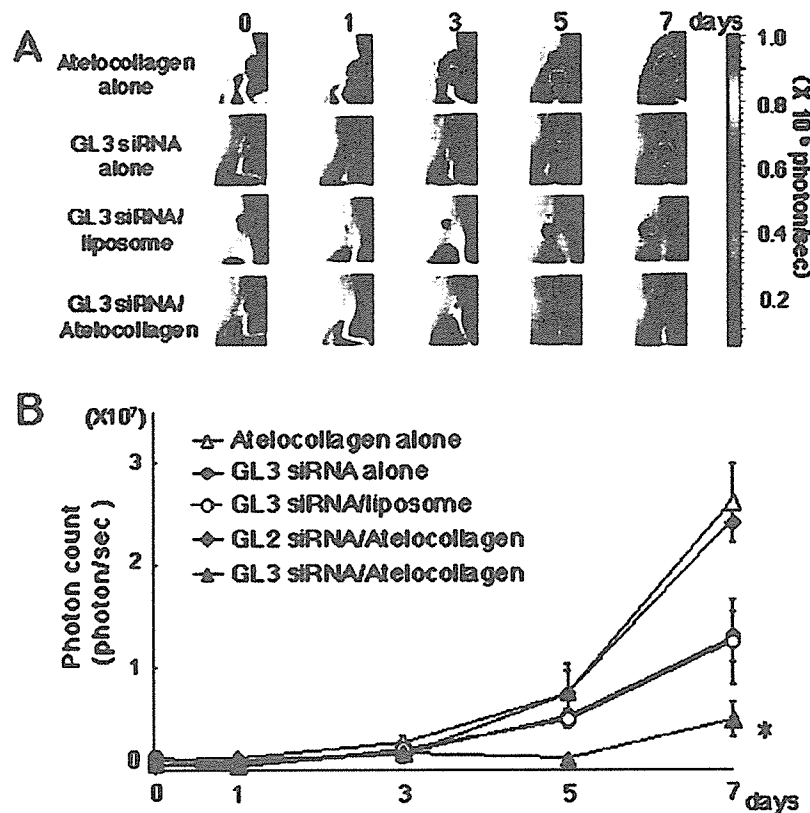 A
0 1 3 5 7 days
Atelocollagen
alone
GL3 siRNA
alone
GL3 siRNA/
liposome
GL3 siRNA/
Atelocollagen
1.0
0.8
0.6
0.4
0.2
photon/sec)
B
(X10⁷)
Photon count
(photon/sec)
3
2
1
0
Atelocollagen alone
GL3 siRNA alone
GL3 siRNA/liposome
GL2 siRNA/Atelocollagen
GL3 siRNA/Atelocollagen
*
0 1 3 5 7 days